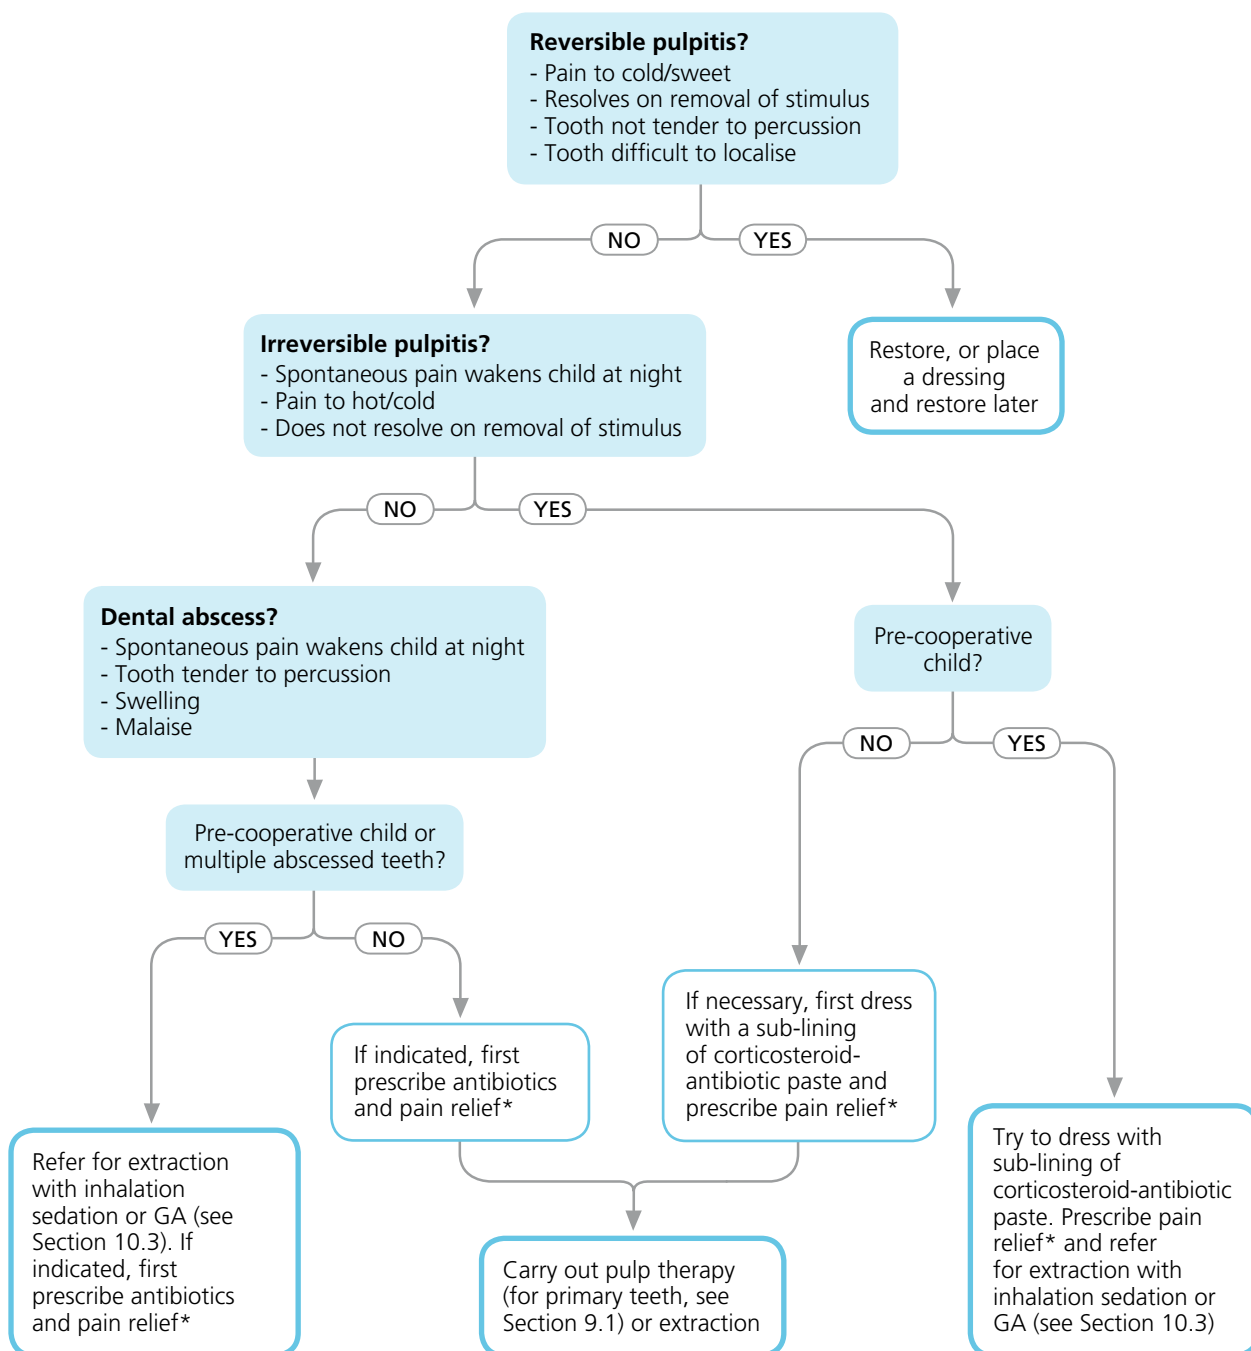 Reversible pulpitis?
- Pain to cold/sweet
- Resolves on removal of stimulus
- Tooth not tender to percussion
- Tooth difficult to localise
NO
YES
Irreversible pulpitis?
- Spontaneous pain wakens child at night
- Pain to hot/cold
- Does not resolve on removal of stimulus
Restore, or place
a dressing
and restore later
NO
YES
Dental abscess?
- Spontaneous pain wakens child at night
- Tooth tender to percussion
- Swelling
- Malaise
Pre-cooperative
child?
NO
YES
Pre-cooperative child or
multiple abscessed teeth?
YES
NO
If necessary, first dress
with a sub-lining
of corticosteroid-
antibiotic paste and
prescribe pain relief*
If indicated, first
prescribe antibiotics
and pain relief*
Refer for extraction
with inhalation
sedation or GA (see
Section 10.3). If
indicated, first
prescribe antibiotics
and pain relief*
Carry out pulp therapy
(for primary teeth, see
Section 9.1) or extraction
Try to dress with
sub-lining of
corticosteroid-antibiotic
paste. Prescribe pain
relief* and refer
for extraction with
inhalation sedation or
GA (see Section 10.3)